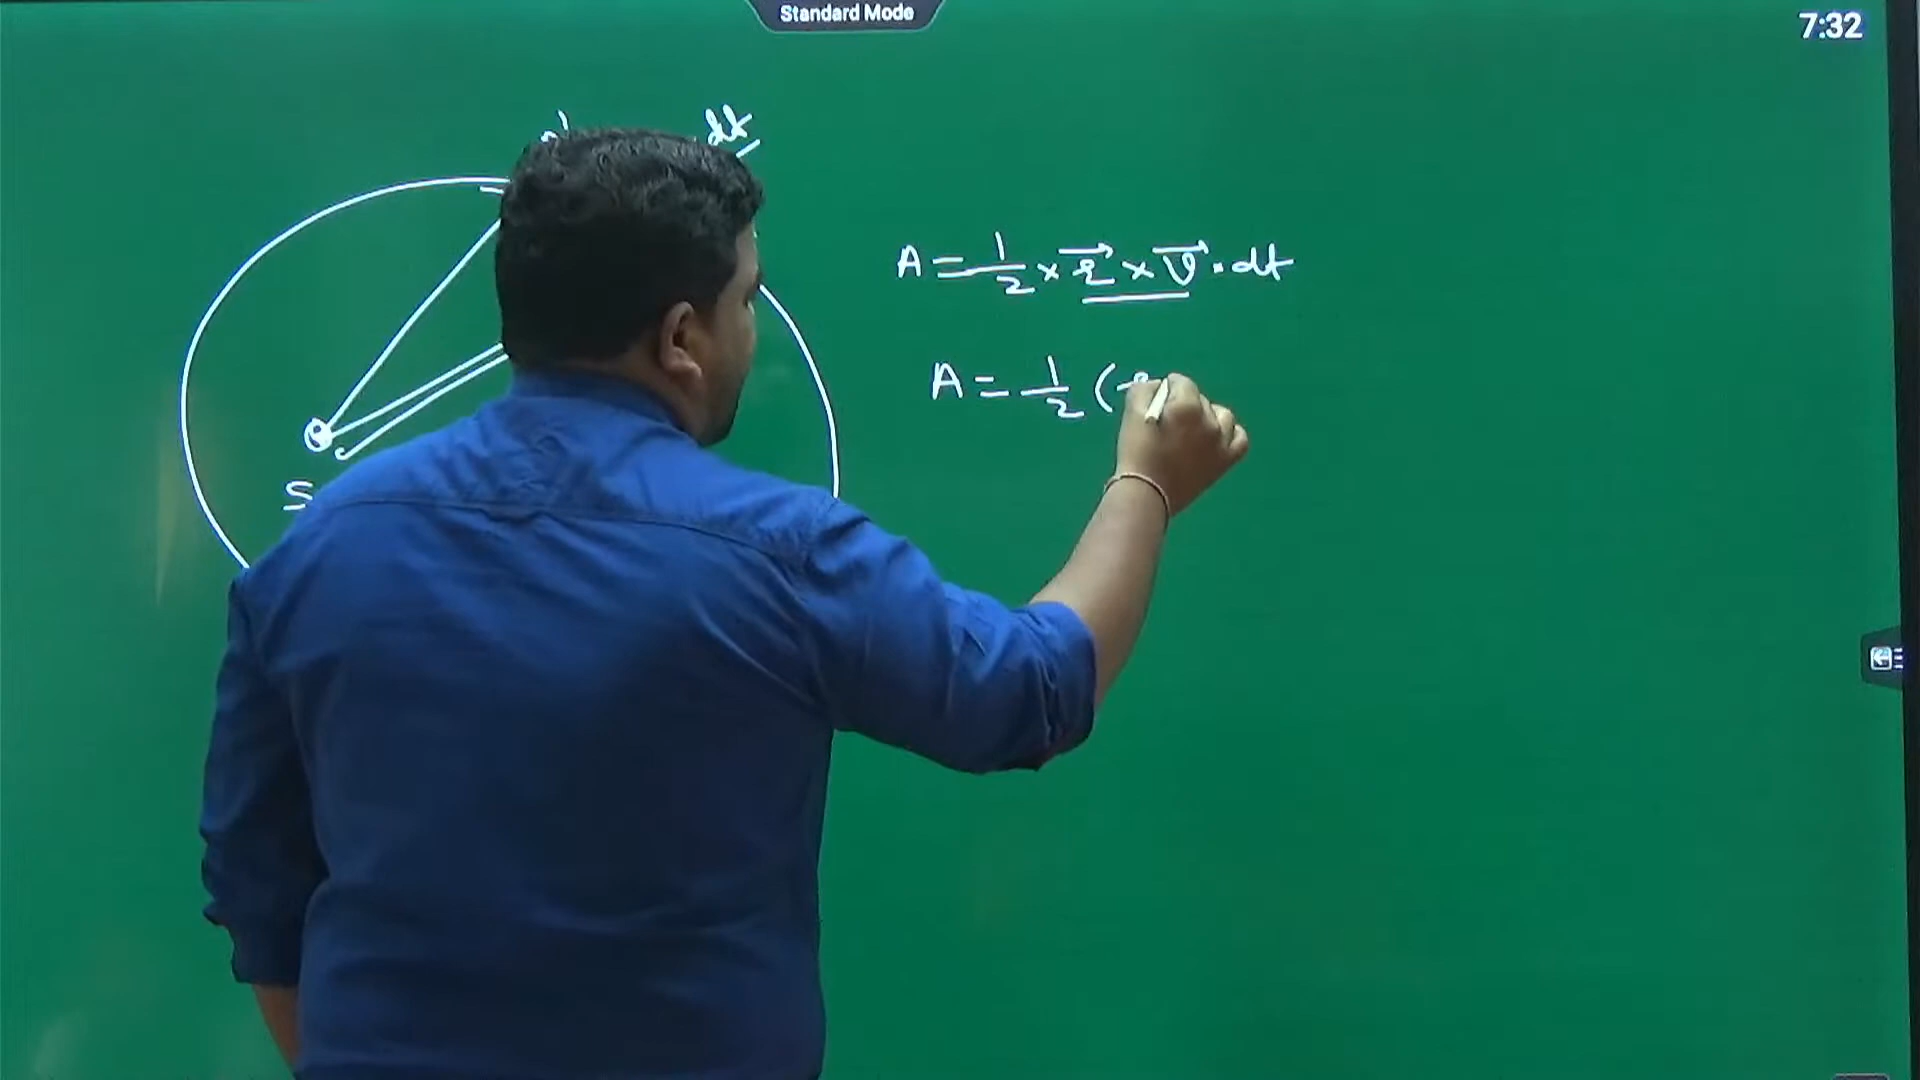 Standard Mode
7:32
dt
A = 1/2 × r⃗ × v⃗ . dt
A = 1/2 (
S